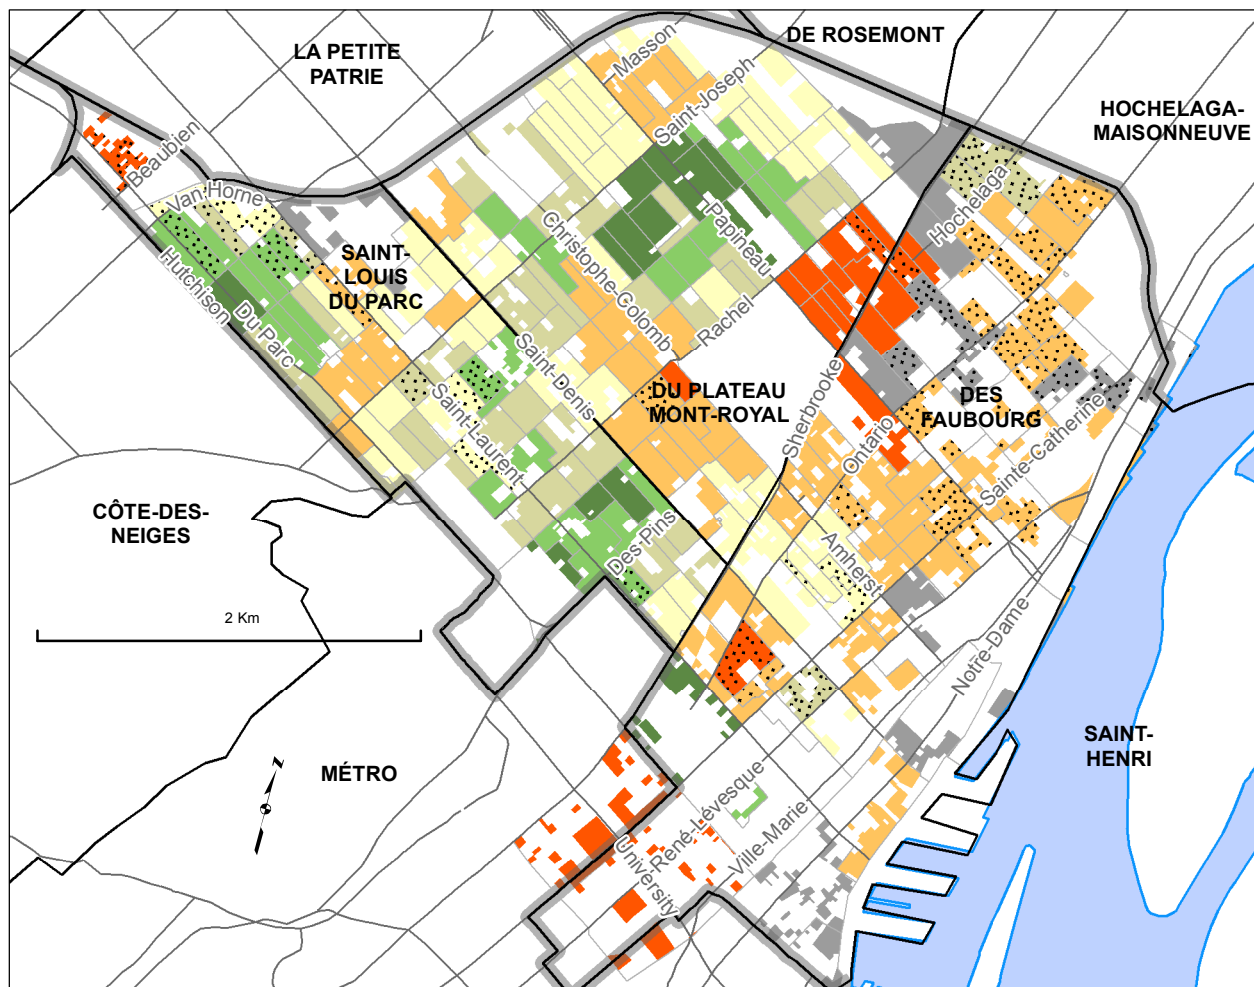 DE ROSEMONT
LA PETITE
PATRIE
Masson
Saint-Joseph
HOCHELAGA-
MAISONNEUVE
Beaubien
Van Horne
Hochelaga
Christophe-Colomb
Papineau
SAINT-
LOUIS
DU PARC
Hutchison
Du Parc
Rachel
Saint-Denis
Sherbrooke
DU PLATEAU
MONT-ROYAL
DES
FAUBOURG
Saint-Laurent
Ontario
Sainte-Catherine
CÔTE-DES-
NEIGES
Des-Pins
Amherst
2 Km
Notre-Dame
SAINT-
HENRI
MÉTRO
N
René-Lévesque
Ville-Marie
University